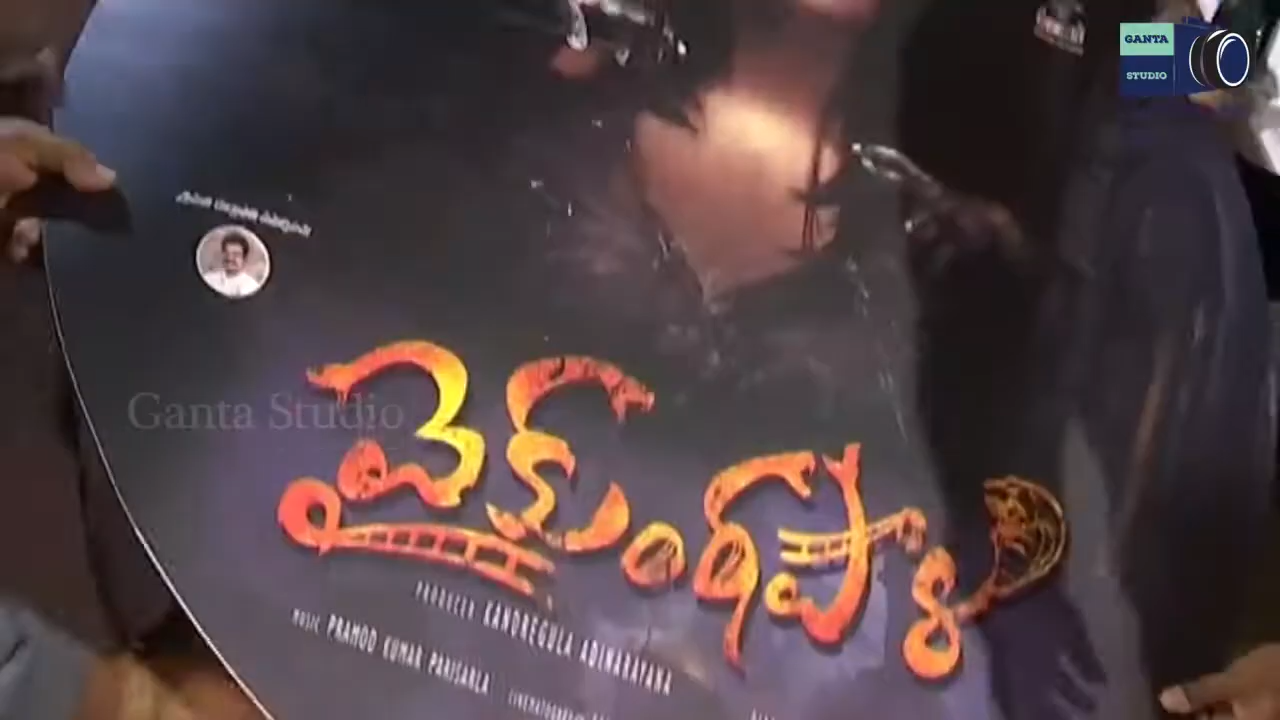 GANTA
STUDIO
Ganta Studio
వైకుంఠపాళి
PRODUCER KANDREGULA ADINARAYANA
MUSIC PRAMOD KUMAR PARISARLA